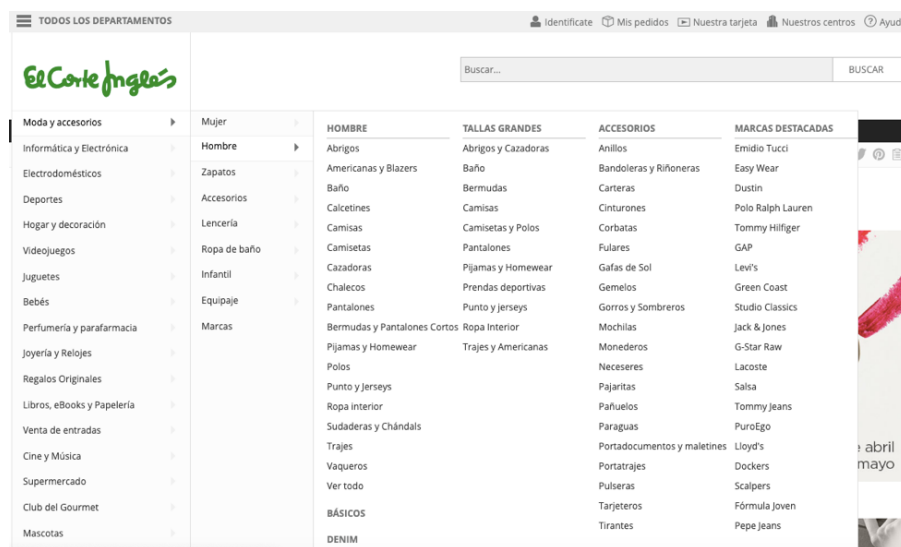 TODOS LOS DEPARTAMENTOS
Identificate
Mis pedidos
Nuestra tarjeta
Nuestros centros
El Corte Inglés
Buscar...
BUSCAR
Moda y accesorios
Informática y Electrónica
Electrodomésticos
Deportes
Hogar y decoración
Videojuegos
Juguetes
Bebés
Perfumería y parafarmacia
Joyería y Relojes
Regalos Originales
Libros, eBooks y Papelería
Venta de entradas
Cine y Música
Supermercado
Club del Gourmet
Mascotas
Mujer
Hombre
Zapatos
Accesorios
Lencería
Ropa de baño
Infantil
Equipaje
Marcas
HOMBRE
Abrigos
Americanas y Blazers
Baño
Calcetines
Camisas
Camisetas
Cazadoras
Chalecos
Pantalones
Bermudas y Pantalones Cortos
Pijamas y Homewear
Polos
Punto y Jerseys
Ropa interior
Sudaderas y Chándals
Trajes
Vaqueros
Ver todo
BÁSICOS
DENIM
TALLAS GRANDES
Abrigos y Cazadoras
Baño
Bermudas
Camisas
Camisetas y Polos
Pantalones
Pijamas y Homewear
Prendas deportivas
Punto y jerseys
Ropa Interior
Trajes y Americanas
ACCESORIOS
Anillos
Bandoleras y Riñoneras
Carteras
Cinturones
Corbatas
Fulares
Gafas de Sol
Gemelos
Gorros y Sombreros
Mochilas
Monederos
Neceseres
Pajaritas
Pañuelos
Paraguas
Portadocumentos y maletines
Portatrajes
Pulseras
Tarjeteros
Tirantes
MARCAS DESTACADAS
Emidio Tucci
Easy Wear
Dustin
Polo Ralph Lauren
Tommy Hilfiger
GAP
Levi's
Green Coast
Studio Classics
Jack & Jones
G-Star Raw
Lacoste
Salsa
Tommy Jeans
PuroEgo
Lloyd's
Dockers
Scalpers
Fórmula Joven
Pepe Jeans
abril
mayo